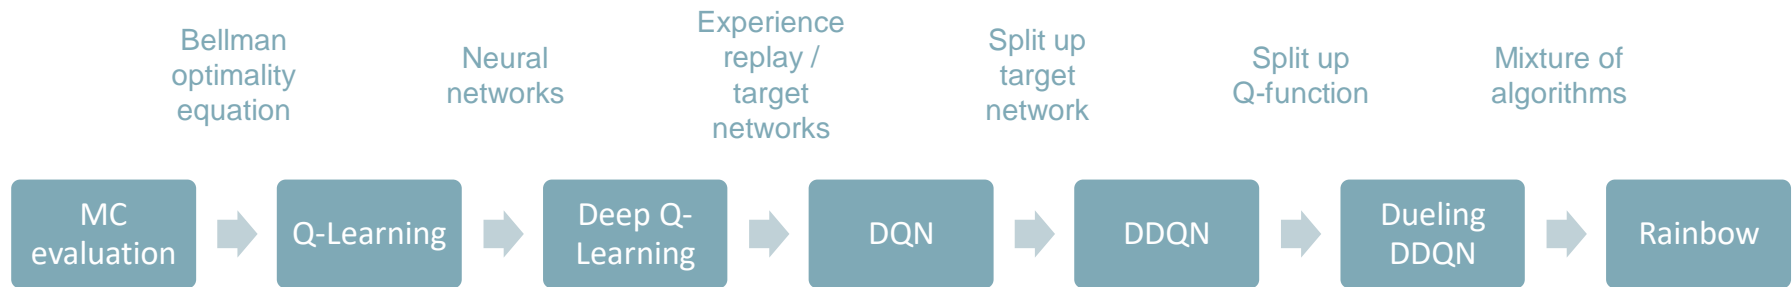 Bellman
optimality
equation
Neural
networks
Experience
replay /
target
networks
Split up
target
network
Split up
Q-function
Mixture of
algorithms
MC
evaluation
Q-Learning
Deep Q-
Learning
DQN
DDQN
Dueling
DDQN
Rainbow